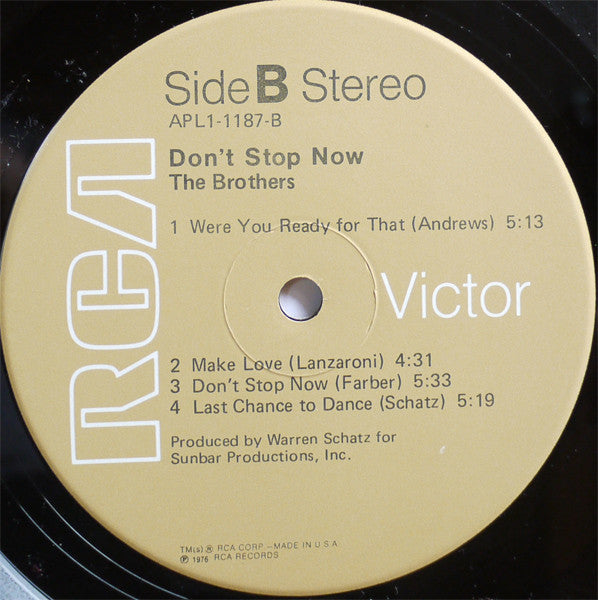 Side B Stereo
APL1-1187-B
Don't Stop Now
The Brothers
1 Were You Ready for That (Andrews) 5:13
RCA Victor
2 Make Love (Lanzaroni) 4:31
3 Don't Stop Now (Farber) 5:33
4 Last Chance to Dance (Schatz) 5:19
Produced by Warren Schatz for
Sunbar Productions, Inc.
TM(s) ® RCA CORP.—MADE IN U.S.A.
℗ 1976 RCA RECORDS